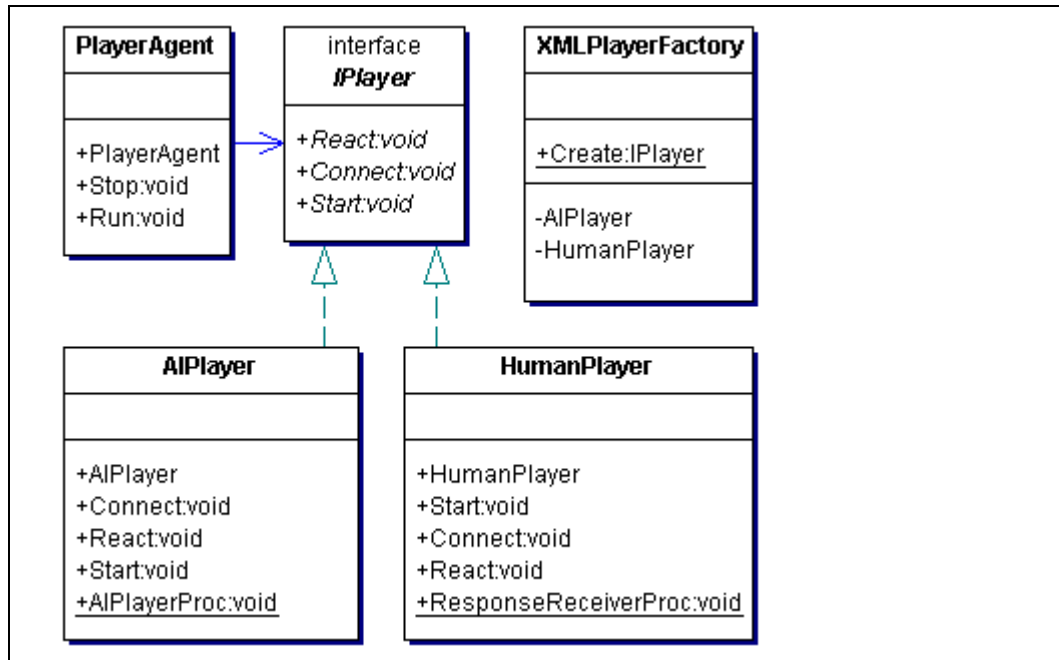 PlayerAgent
+PlayerAgent
+Stop:void
+Run:void
interface
IPlayer
+React:void
+Connect:void
+Start:void
XMLPlayerFactory
+Create:IPlayer
-AIPlayer
-HumanPlayer
AIPlayer
+AIPlayer
+Connect:void
+React:void
+Start:void
+AIPlayerProc:void
HumanPlayer
+HumanPlayer
+Start:void
+Connect:void
+React:void
+ResponseReceiverProc:void